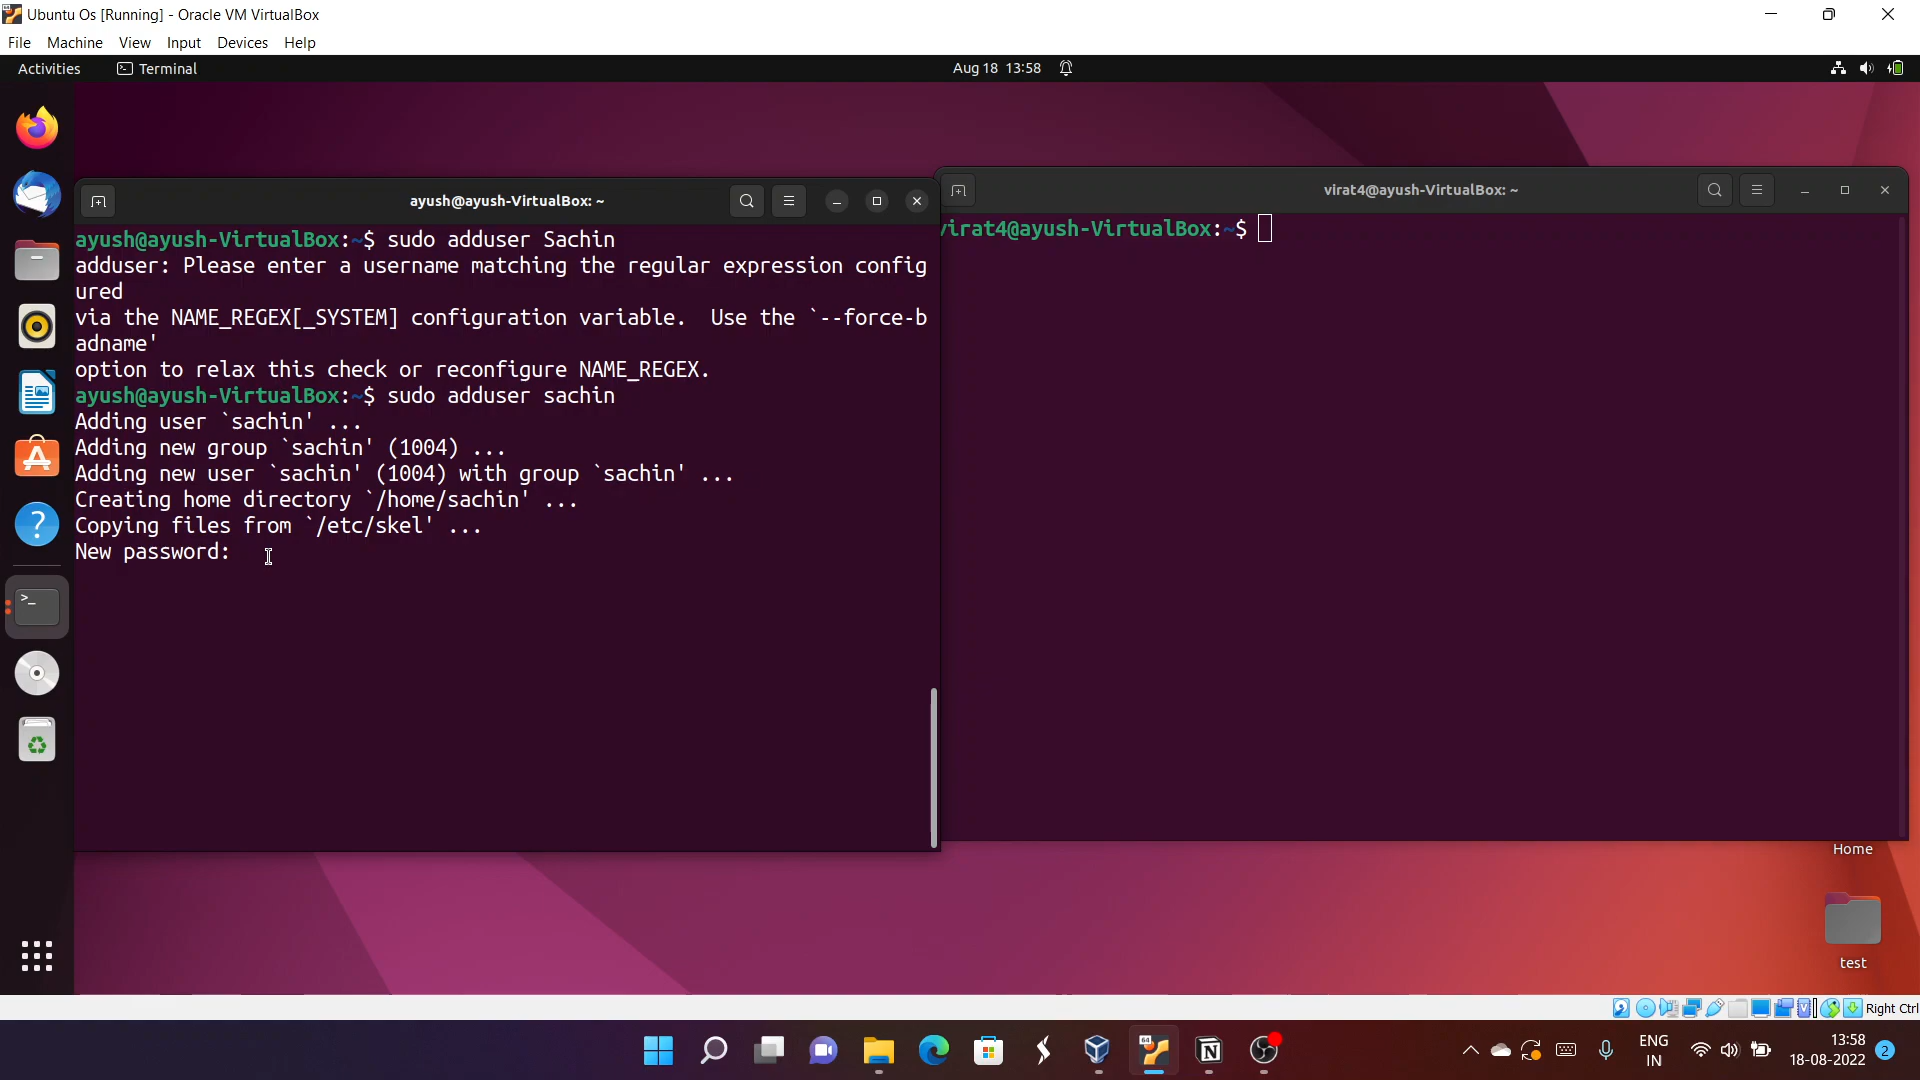 Ubuntu Os [Running] - Oracle VM VirtualBox
File Machine View Input Devices Help
Activities Terminal Aug 18 13:58
ayush@ayush-VirtualBox: ~
ayush@ayush-VirtualBox:~$ sudo adduser Sachin
adduser: Please enter a username matching the regular expression config
ured
via the NAME_REGEX[_SYSTEM] configuration variable.  Use the `--force-b
adname'
option to relax this check or reconfigure NAME_REGEX.
ayush@ayush-VirtualBox:~$ sudo adduser sachin
Adding user `sachin' ...
Adding new group `sachin' (1004) ...
Adding new user `sachin' (1004) with group `sachin' ...
Creating home directory `/home/sachin' ...
Copying files from `/etc/skel' ...
New password:
virat4@ayush-VirtualBox: ~
virat4@ayush-VirtualBox:~$
Home
test
Right Ctrl
ENG
IN
13:58
18-08-2022
2